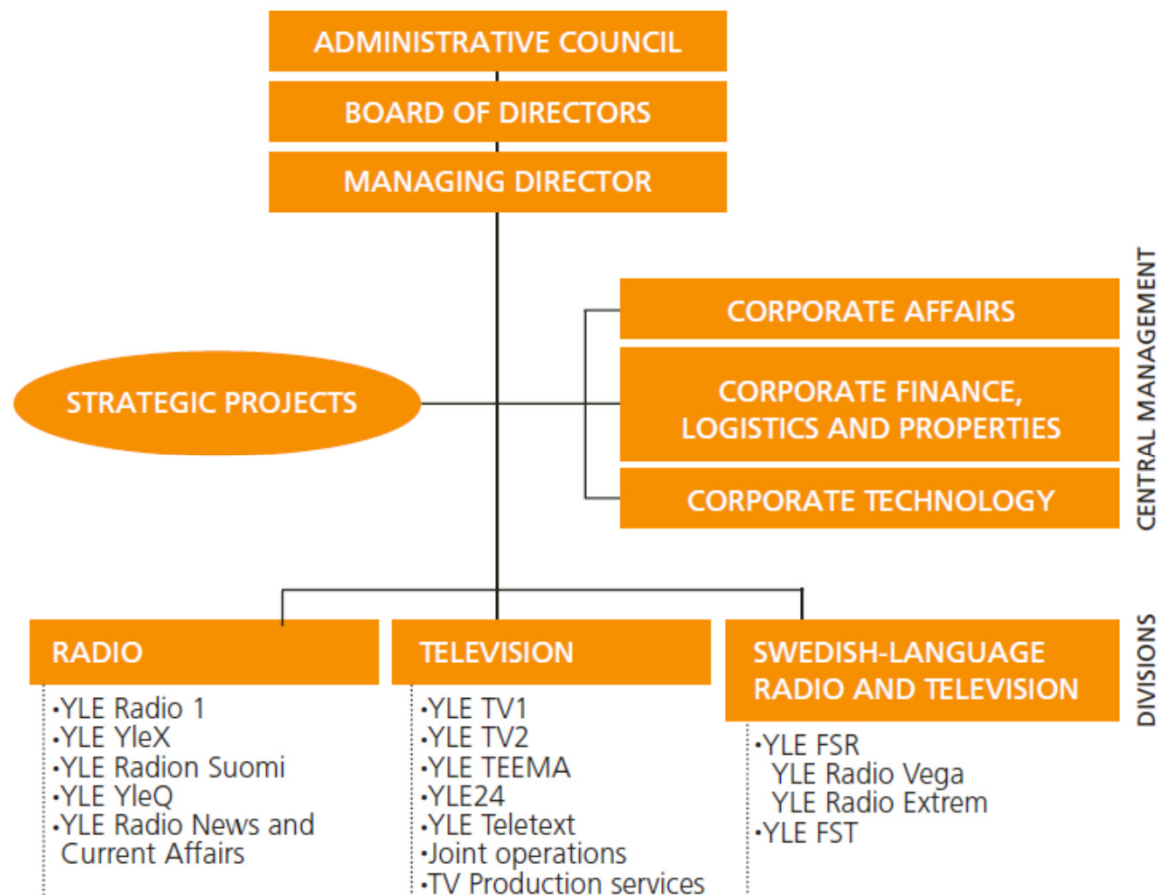 ADMINISTRATIVE COUNCIL
BOARD OF DIRECTORS
MANAGING DIRECTOR
CORPORATE AFFAIRS
STRATEGIC PROJECTS
CORPORATE FINANCE,
LOGISTICS AND PROPERTIES
CORPORATE TECHNOLOGY
CENTRAL MANAGEMENT
RADIO
•YLE Radio 1
•YLE YleX
•YLE Radion Suomi
•YLE YleQ
•YLE Radio News and
Current Affairs
TELEVISION
•YLE TV1
•YLE TV2
•YLE TEEMA
•YLE24
•YLE Teletext
•Joint operations
•TV Production services
SWEDISH-LANGUAGE
RADIO AND TELEVISION
•YLE FSR
YLE Radio Vega
YLE Radio Extrem
•YLE FST
DIVISIONS